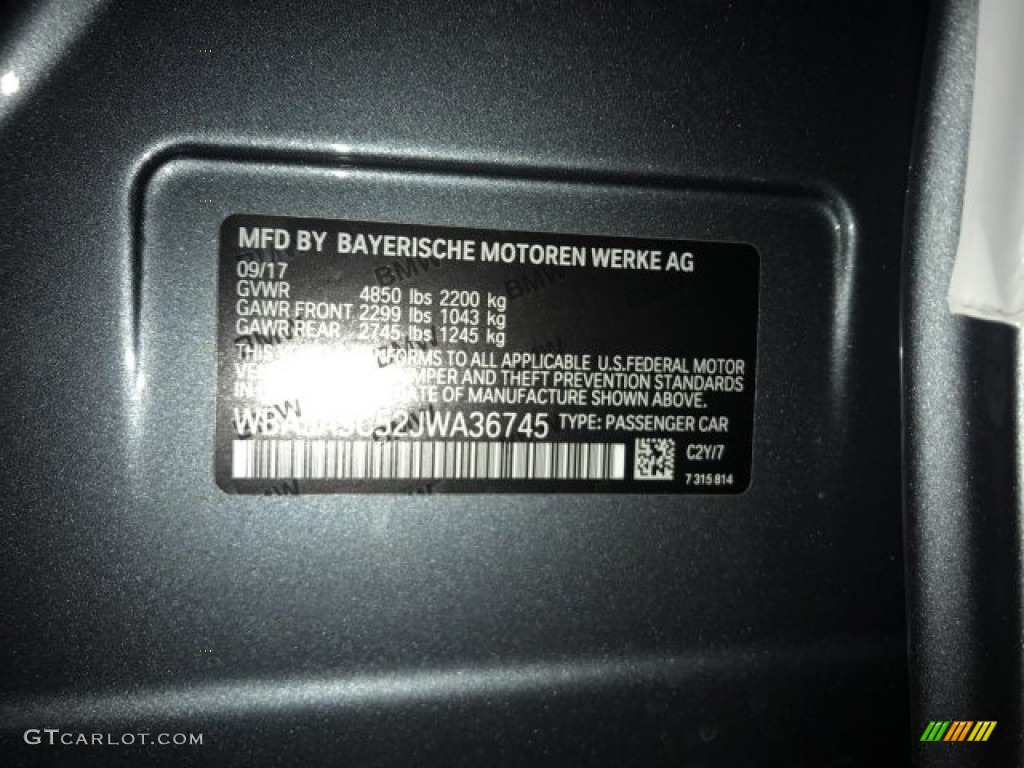 MFD BY BAYERISCHE MOTOREN WERKE AG
09/17
GVWR 4850 lbs 2200 kg
GAWR FRONT 2299 lbs 1043 kg
GAWR REAR 2745 lbs 1245 kg
TO ALL APPLICABLE U.S.FEDERAL MOTOR
AND THEFT PREVENTION STANDARDS
OF MANUFACTURE SHOWN ABOVE.
TYPE: PASSENGER CAR
C2Y/7
7 315 814
GTCARLOT.COM